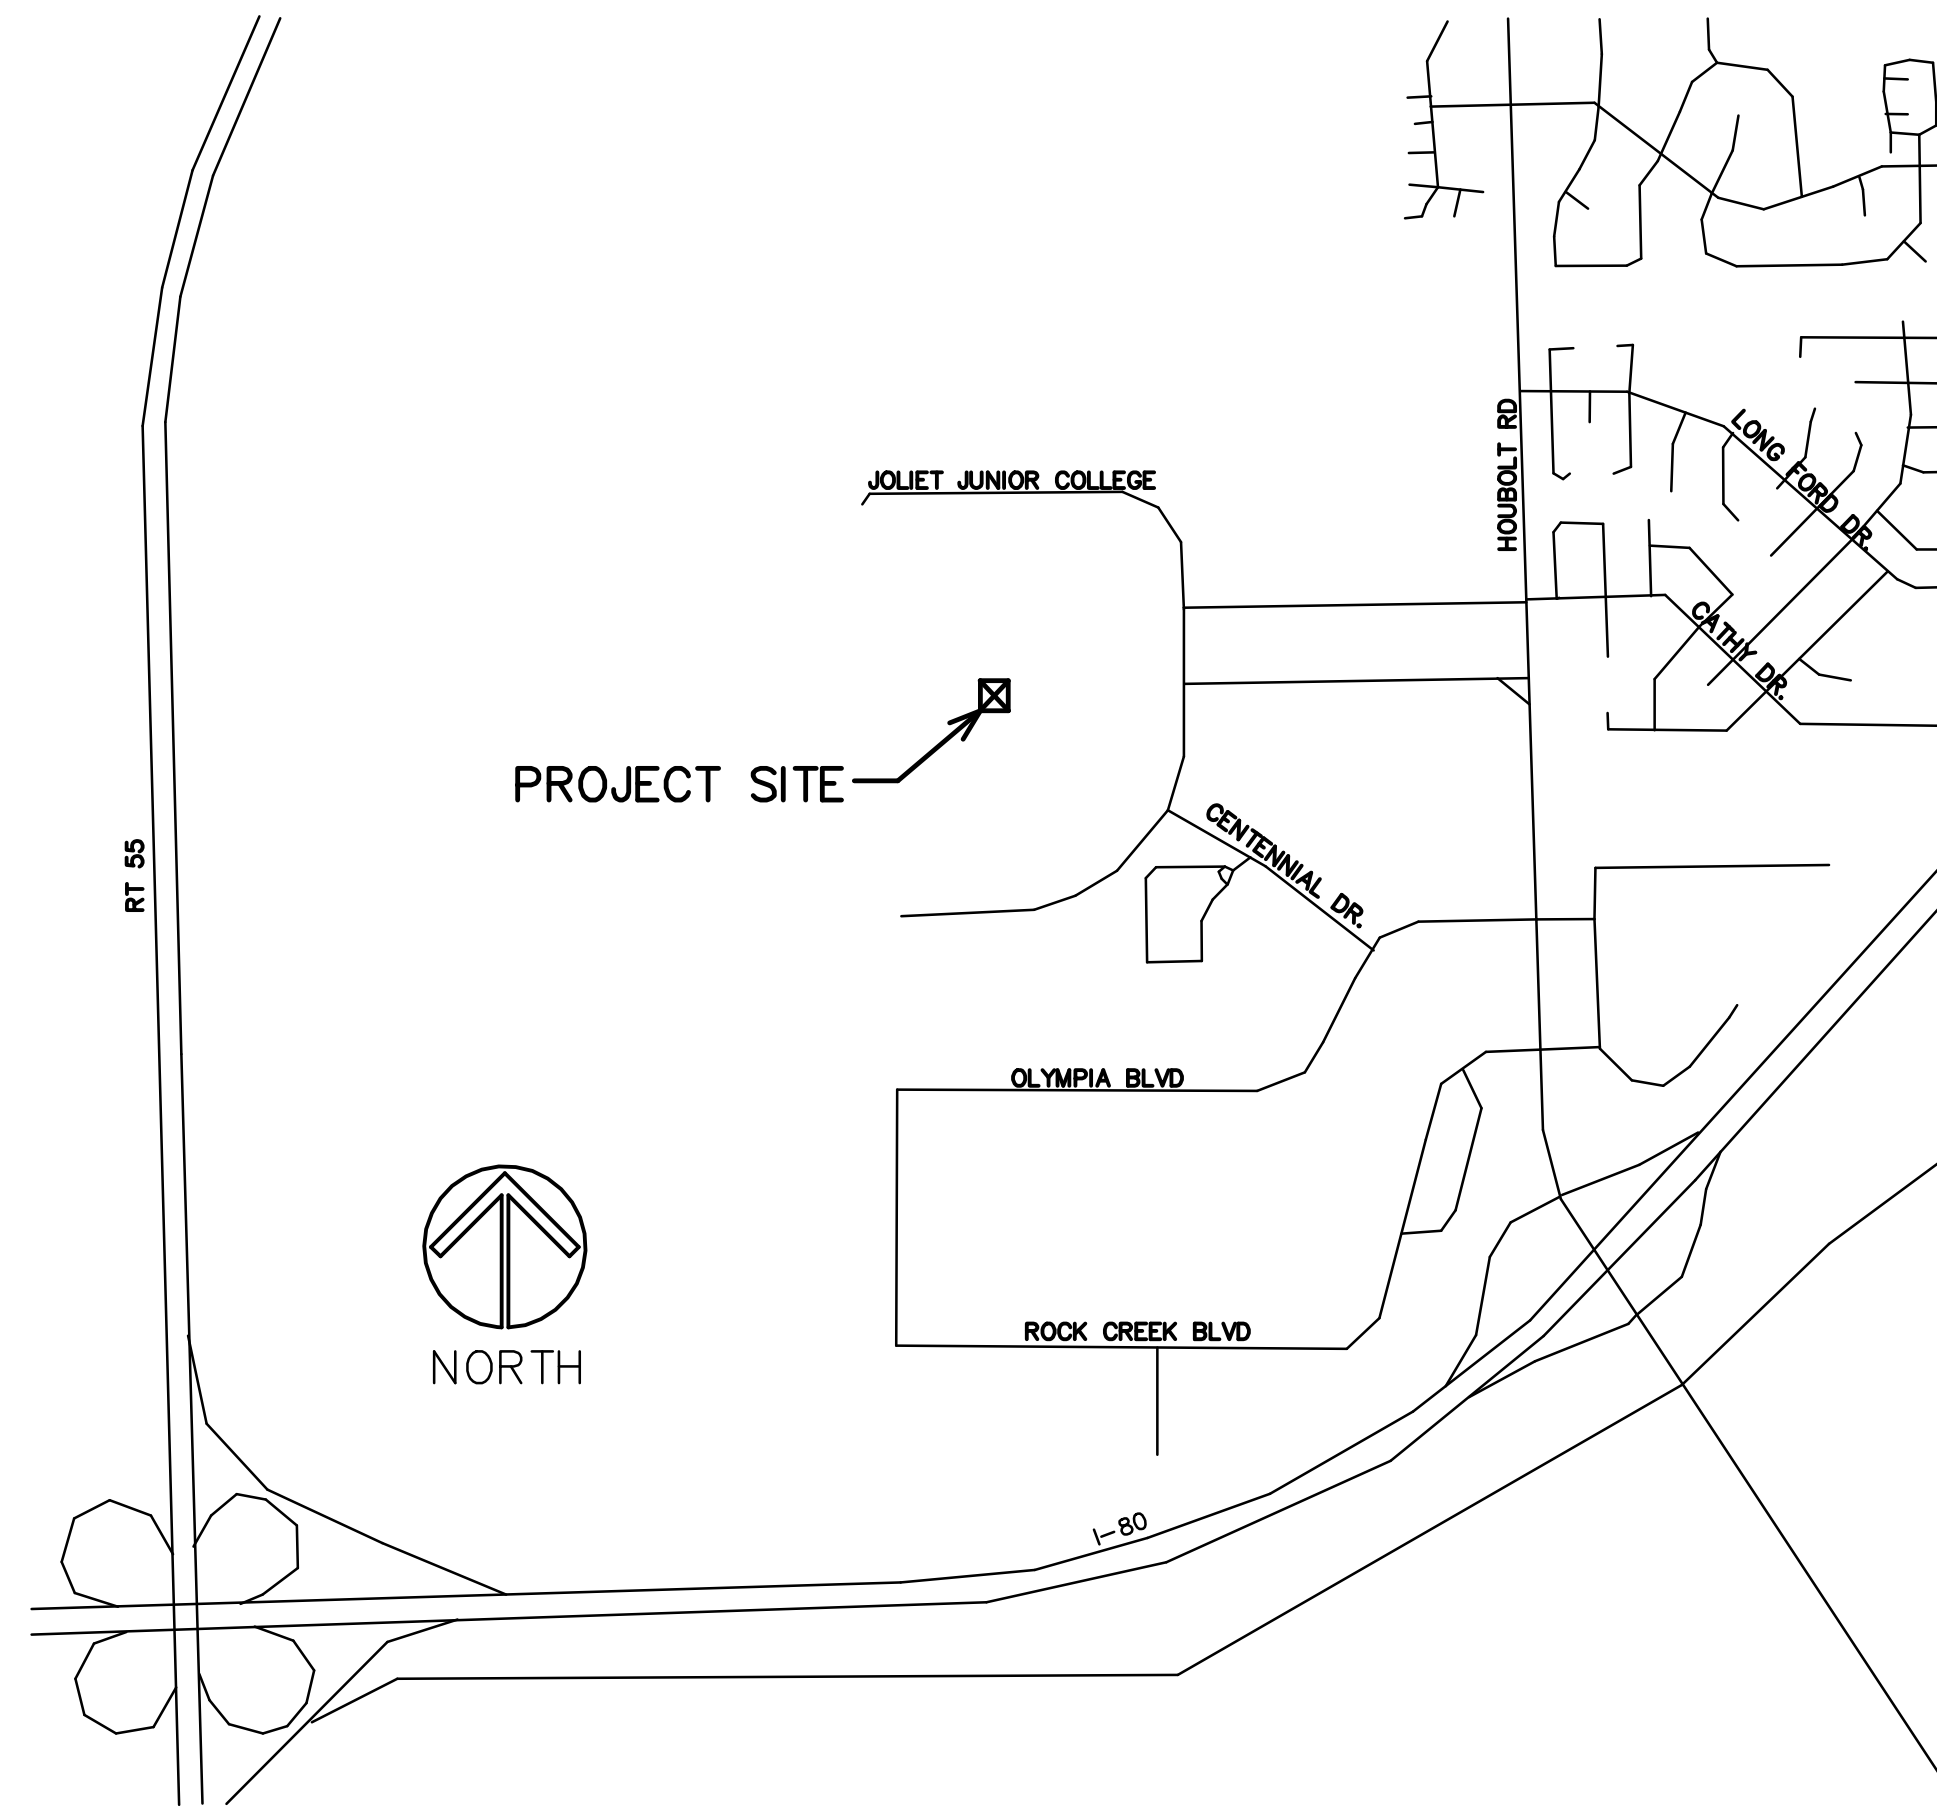 HOUBOLT RD
LONG FORD DR.
JOLIET JUNIOR COLLEGE
CATHY DR.
PROJECT SITE
CENTENNIAL DR.
RT 55
OLYMPIA BLVD
ROCK CREEK BLVD
NORTH
I-80